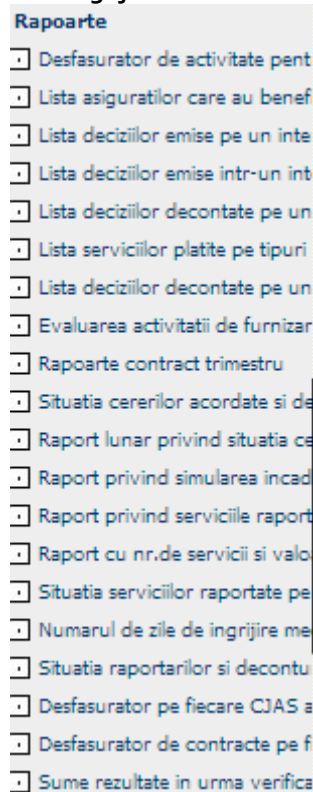 Rapoarte
Desfasurator de activitate pent
Lista asiguratilor care au benef
Lista deciziilor emise pe un inte
Lista deciziilor emise intr-un int
Lista deciziilor decontate pe un
Lista serviciilor platite pe tipuri
Lista deciziilor decontate pe un
Evaluarea activitatii de furnizar
Rapoarte contract trimestru
Situatia cererilor acordate si de
Raport lunar privind situatia ce
Raport privind simularea incad
Raport privind serviciile raport
Raport cu nr.de servicii si valo
Situatia serviciilor raportate pe
Numarul de zile de ingrijire me
Situatia raportarilor si decontu
Desfasurator pe fiecare CJAS a
Desfasurator de contracte pe f
Sume rezultate in urma verifica